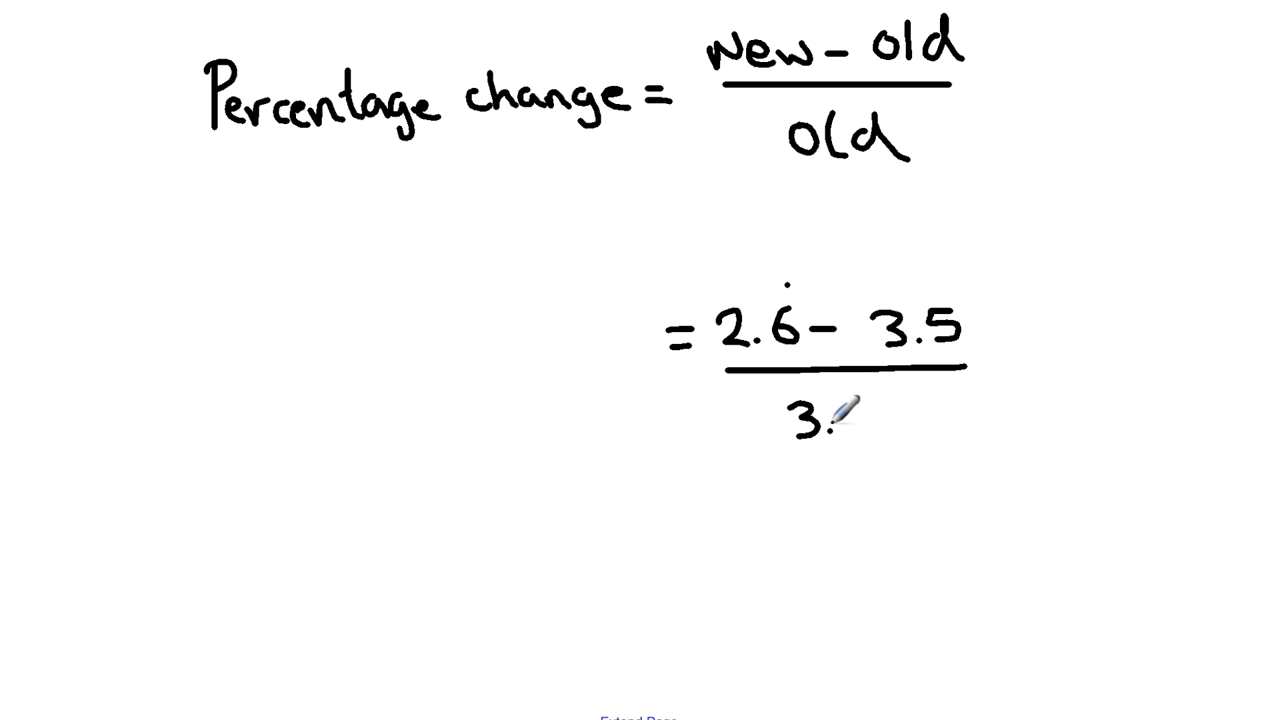 Percentage change = New - Old
Old
= 2.6̇ - 3.5
3.